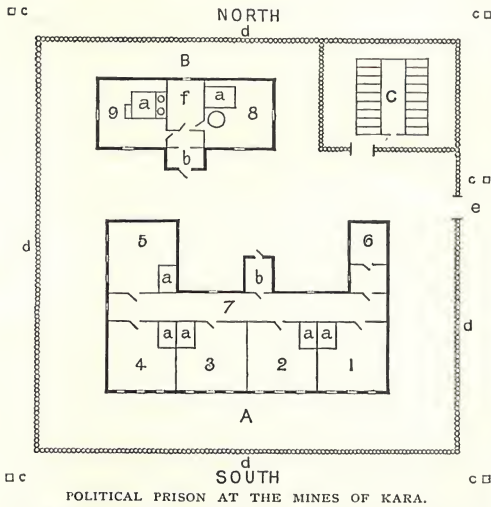 c NORTH c
d
B
a f a C
9 8
b
c
e
5 6
d a b
7 d
a a a a
4 3 2 1
A
d
c SOUTH c
POLITICAL PRISON AT THE MINES OF KARA.